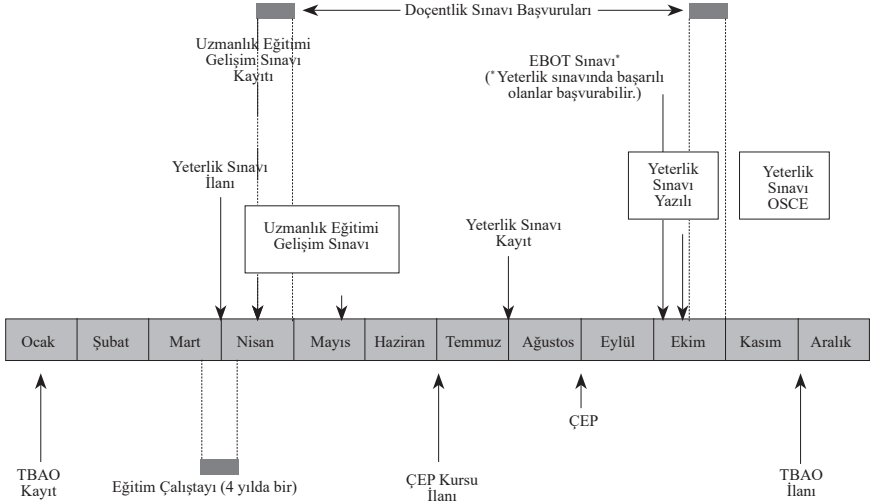 Doçentlik Sınavı Başvuruları
Uzmanlık Eğitimi
Gelişim Sınavı
Kayıtı
EBOT Sınavı*
(*Yeterlik sınavında başarılı
olanlar başvurabilir.)
Yeterlik Sınavı
İlanı
Uzmanlık Eğitimi
Gelişim Sınavı
Yeterlik Sınavı
Kayıt
Yeterlik
Sınavı
Yazılı
Yeterlik
Sınavı
OSCE
Ocak Şubat Mart Nisan Mayıs Haziran Temmuz Ağustos Eylül Ekim Kasım Aralık
TBAO
Kayıt
Eğitim Çaliştayı (4 yılda bir)
ÇEP Kursu
İlanı
ÇEP
TBAO
İlanı